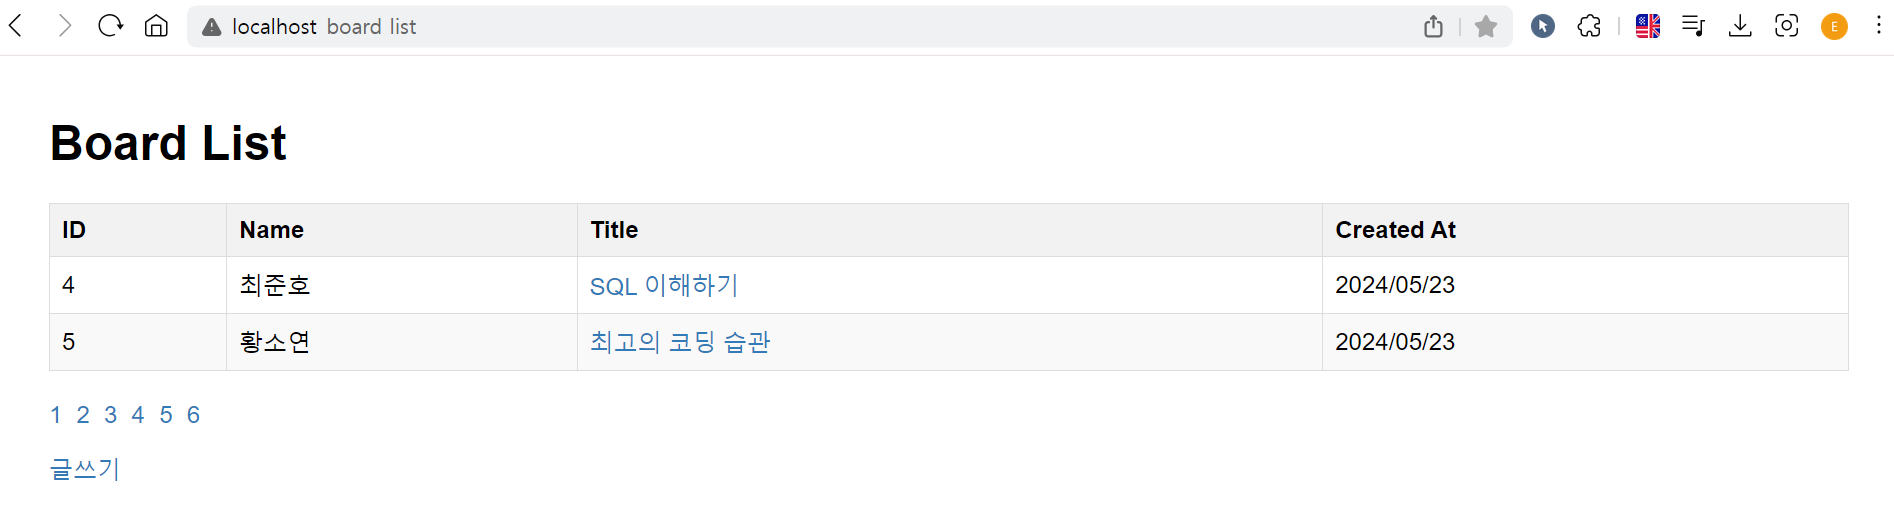 localhost board list
E
Board List
ID Name Title Created At
4 최준호 SQL 이해하기 2024/05/23
5 황소연 최고의 코딩 습관 2024/05/23
1 2 3 4 5 6
글쓰기